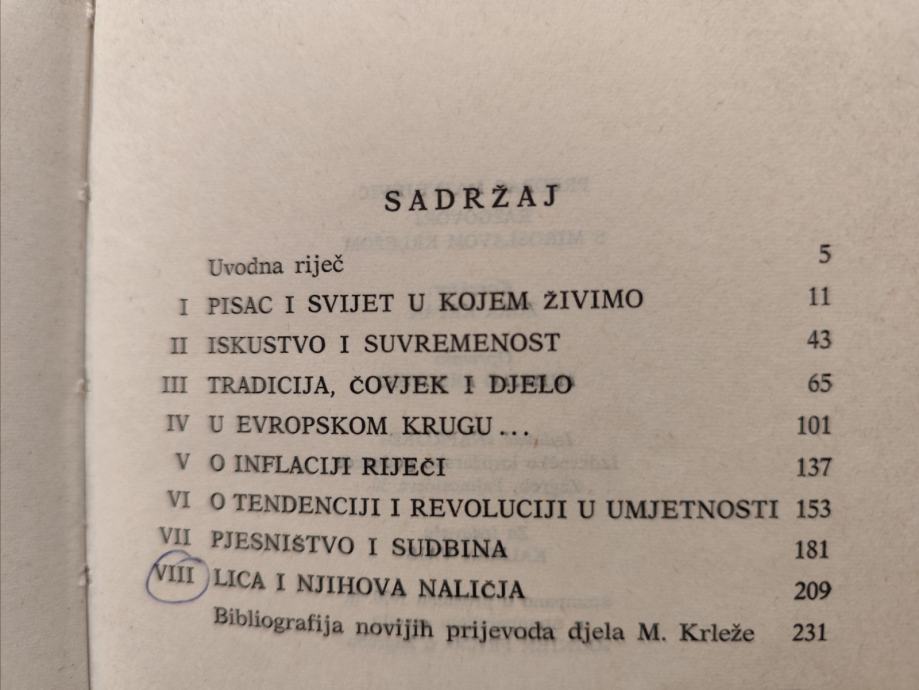 SADRŽAJ
Uvodna riječ 5
I PISAC I SVIJET U KOJEM ŽIVIMO 11
II ISKUSTVO I SUVREMENOST 43
III TRADICIJA, ČOVJEK I DJELO 65
IV U EVROPSKOM KRUGU... 101
V O INFLACIJI RIJEČI 137
VI O TENDENCIJI I REVOLUCIJI U UMJETNOSTI 153
VII PJESNIŠTVO I SUDBINA 181
VIII LICA I NJIHOVA NALIČJA 209
Bibliografija novijih prijevoda djela M. Krleže 231